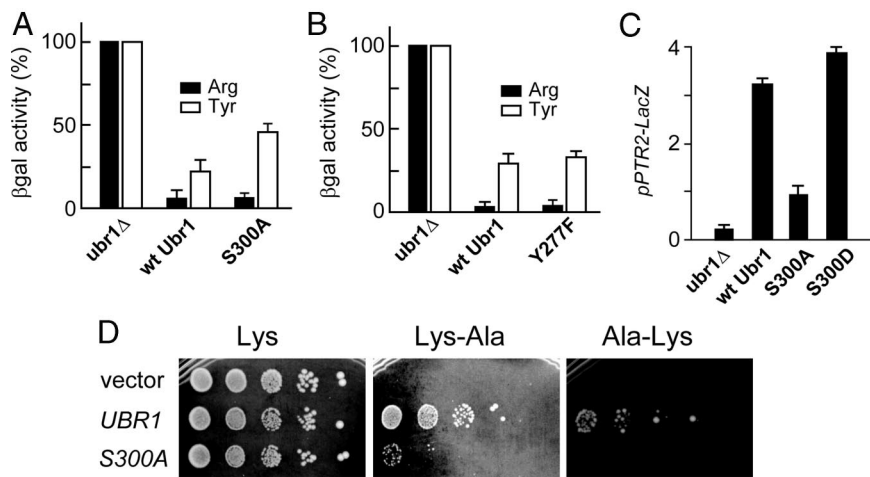 A
βgal activity (%)
100
50
0
Arg
Tyr
ubr1Δ
wt Ubr1
S300A
B
βgal activity (%)
100
50
0
Arg
Tyr
ubr1Δ
wt Ubr1
Y277F
C
pPTR2-LacZ
4
2
0
ubr1Δ
wt Ubr1
S300A
S300D
D
Lys
Lys-Ala
Ala-Lys
vector
UBR1
S300A